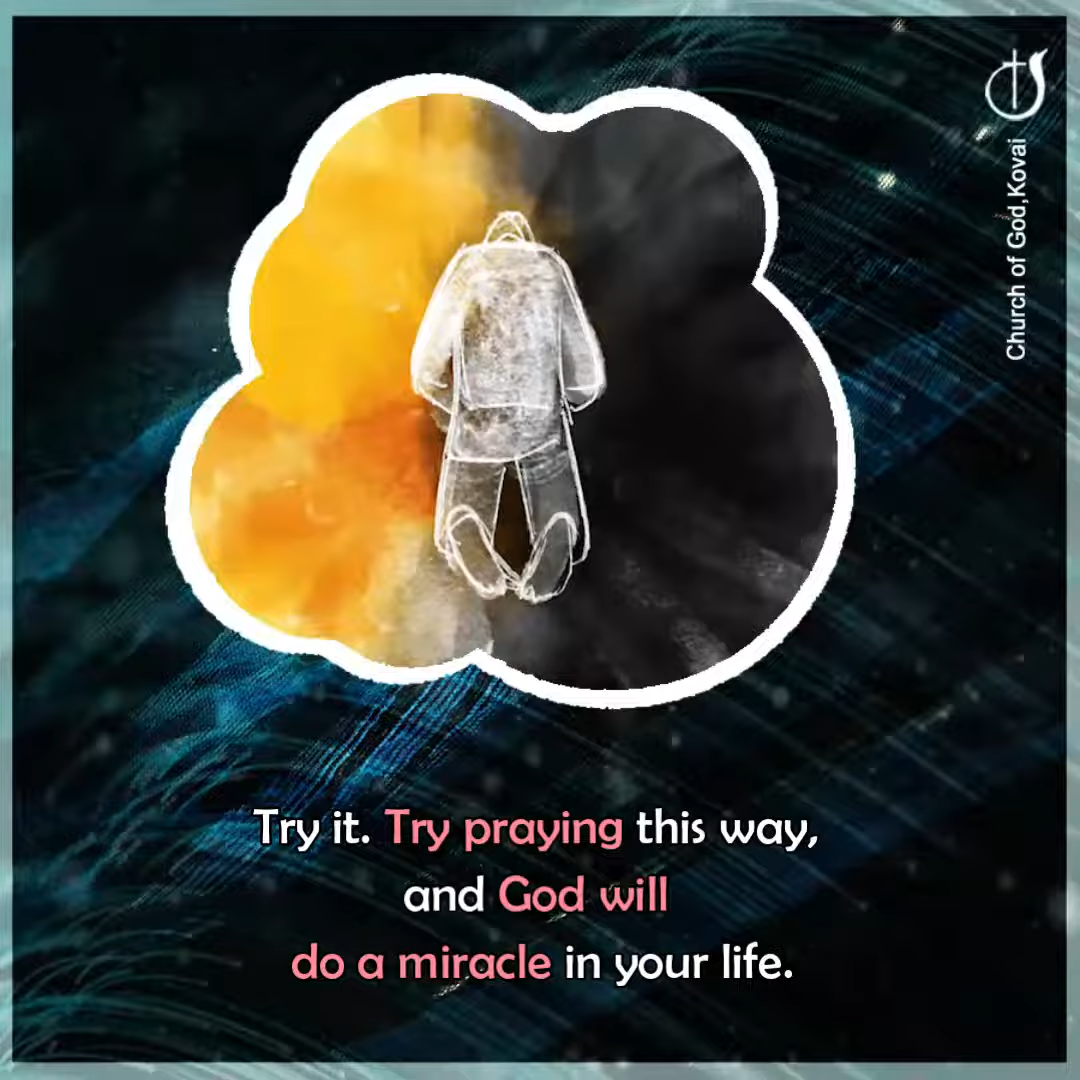 Church of God,Kovai
Try it. Try praying this way,
and God will
do a miracle in your life.